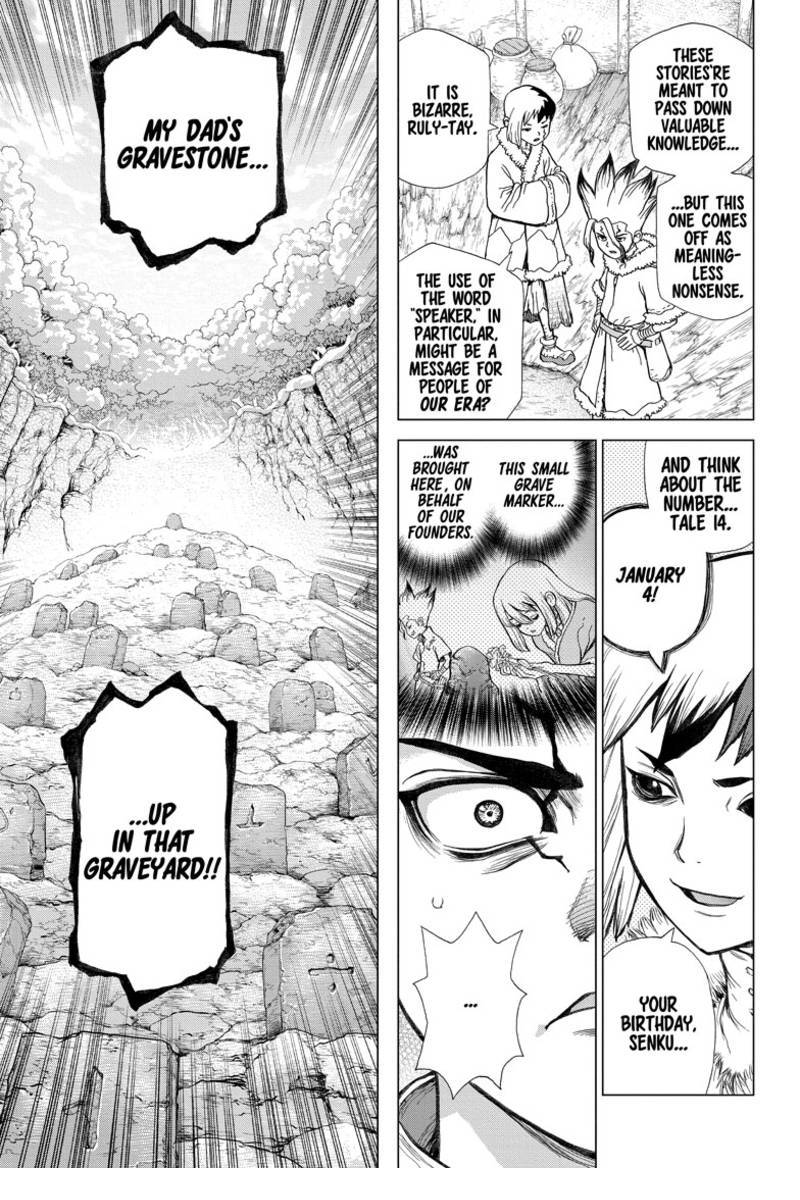 THESE
STORIES'RE
MEANT TO
PASS DOWN
VALUABLE
KNOWLEDGE...
...BUT THIS
ONE COMES
OFF AS
MEANING-
LESS
NONSENSE.
IT IS
BIZARRE,
RULY-TAY.
THE USE OF
THE WORD
"SPEAKER," IN
PARTICULAR,
MIGHT BE A
MESSAGE FOR
PEOPLE OF
OUR ERA?
AND THINK
ABOUT THE
NUMBER...
TALE 14.
JANUARY
4!
YOUR
BIRTHDAY,
SENKU...
THIS SMALL
GRAVE
MARKER...
...WAS
BROUGHT
HERE, ON
BEHALF
OF OUR
FOUNDERS.
...
MY DAD'S
GRAVESTONE...
...UP
IN THAT
GRAVEYARD!!